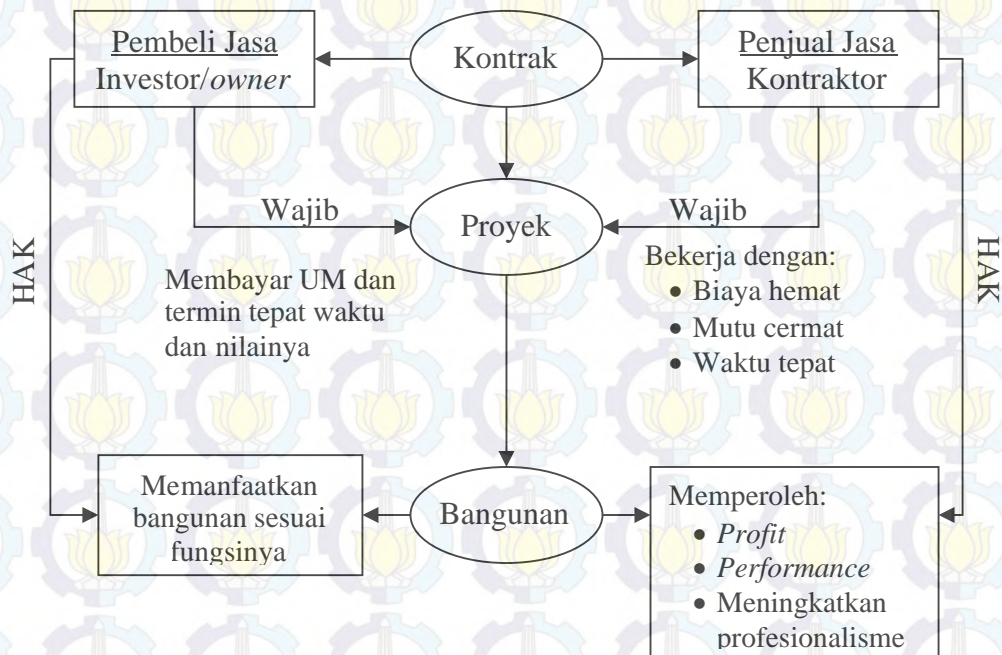 Pembeli Jasa
Investor/owner
Kontrak
Penjual Jasa
Kontraktor
HAK
Wajib
Proyek
Wajib
HAK
Membayar UM dan
termin tepat waktu
dan nilainya
Bekerja dengan:
• Biaya hemat
• Mutu cermat
• Waktu tepat
Memanfaatkan
bangunan sesuai
fungsinya
Bangunan
Memperoleh:
• Profit
• Performance
• Meningkatkan
profesionalisme